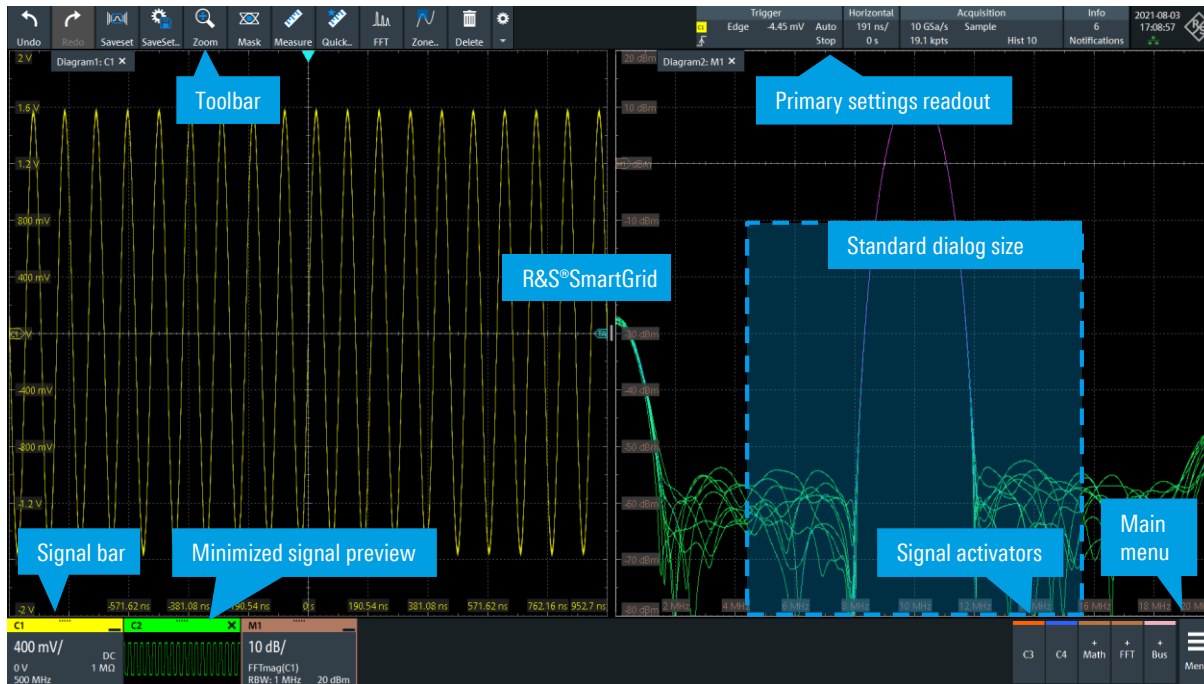 Undo
Redo
Saveset
SaveSet..
Zoom
Mask
Measure
Quick..
FFT
Zone..
Delete
Trigger
Horizontal
Acquisition
Info
2021-08-03
C1
Edge
-4.45 mV
Auto
191 ns/
10 GSa/s
Sample
6
17:08:57
Stop
0 s
19.1 kpts
Hist 10
Notifications
2 V
Diagram1: C1 X
20 dBm
Diagram2: M1 X
Toolbar
Primary settings readout
1.6 V
10 dBm
1.2 V
0 dBm
800 mV
-10 dBm
Standard dialog size
400 mV
R&S®SmartGrid
-30 dBm
-400 mV
-40 dBm
-800 mV
-50 dBm
-1.2 V
-60 dBm
Signal bar
Minimized signal preview
Signal activators
Main
menu
-70 dBm
-2 V
-571.62 ns
-381.08 ns
-190.54 ns
0 s
190.54 ns
381.08 ns
571.62 ns
762.16 ns
952.7 ns
-80 dBm
2 MHz
4 MHz
6 MHz
8 MHz
10 MHz
12 MHz
16 MHz
18 MHz
20 M
C1
C2
M1
400 mV/
DC
0 V
1 MΩ
500 MHz
10 dB/
FFTmag(C1)
RBW: 1 MHz
20 dBm
C3
C4
+
Math
+
FFT
+
Bus
Men